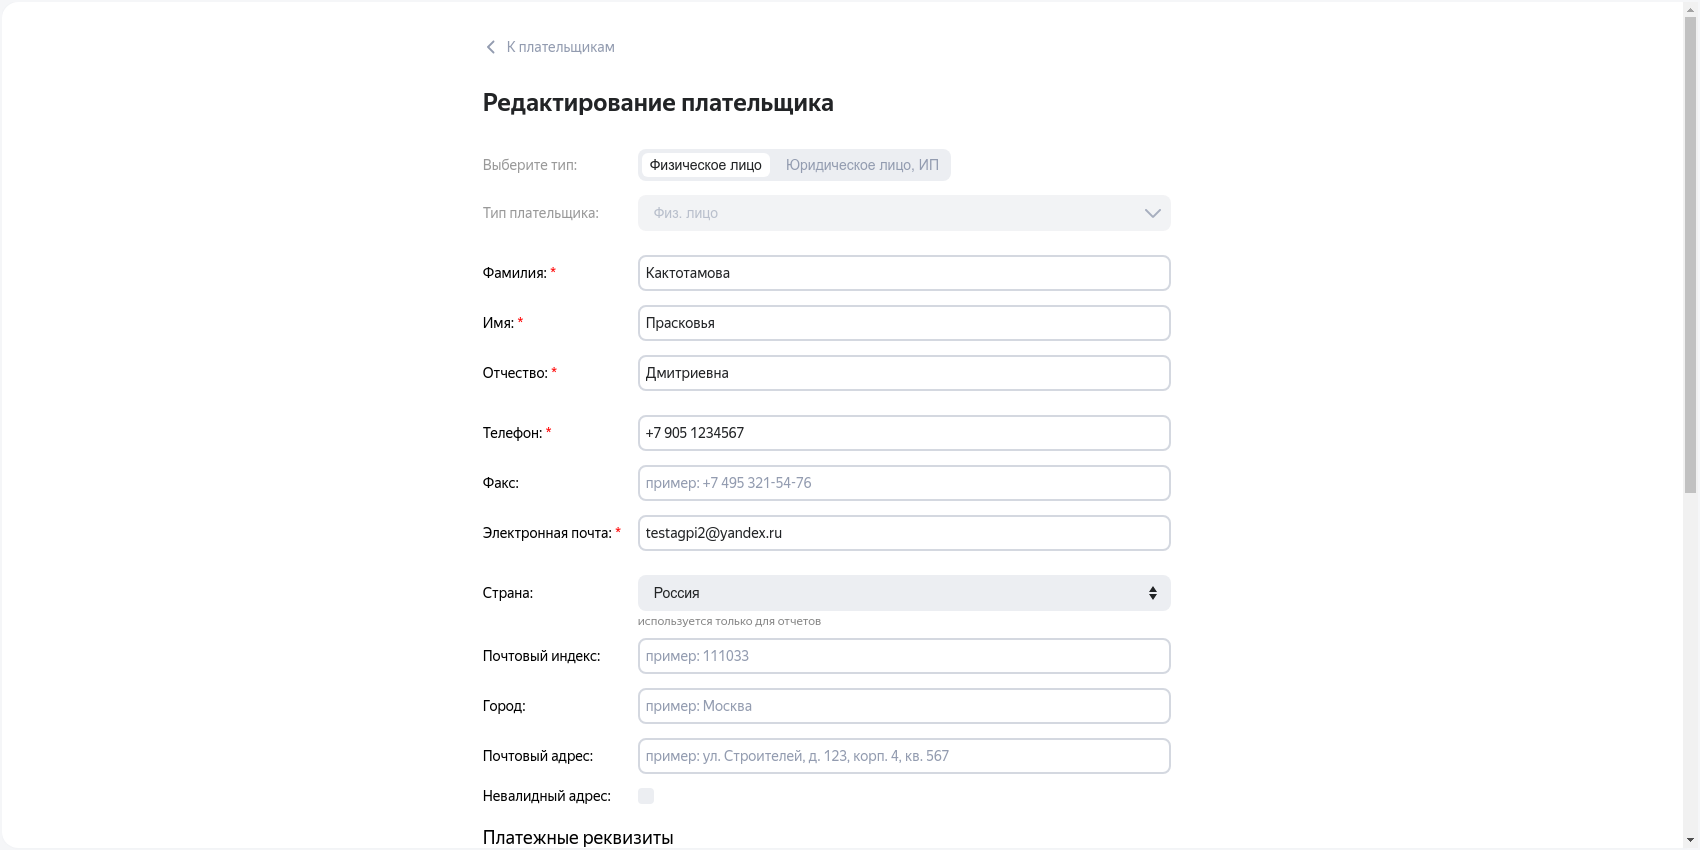 К плательщикам
Редактирование плательщика
Выберите тип: Физическое лицо Юридическое лицо, ИП
Тип плательщика: Физ. лицо
Фамилия: * Кактотамова
Имя: * Прасковья
Отчество: * Дмитриевна
Телефон: * +7 905 1234567
Факс: пример: +7 495 321-54-76
Электронная почта: * testagpi2@yandex.ru
Страна: Россия
используется только для отчетов
Почтовый индекс: пример: 111033
Город: пример: Москва
Почтовый адрес: пример: ул. Строителей, д. 123, корп. 4, кв. 567
Невалидный адрес:
Платежные реквизиты